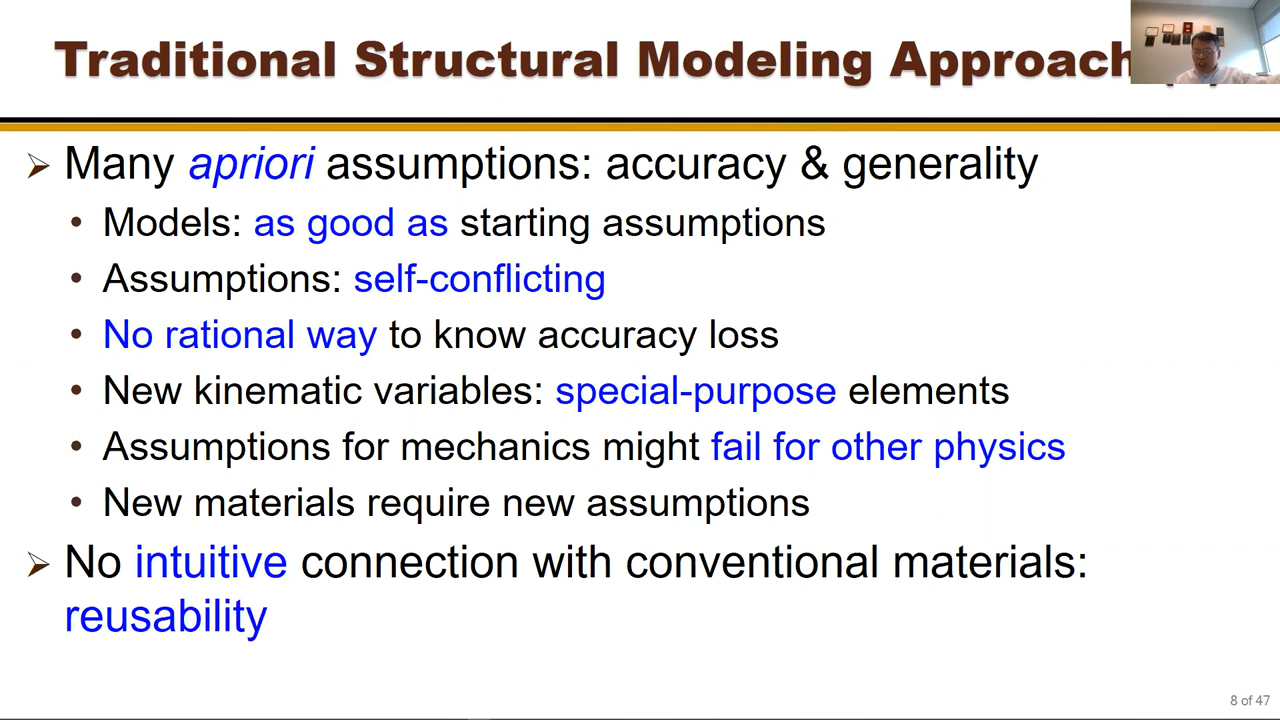 Traditional Structural Modeling Approach
➢ Many apriori assumptions: accuracy & generality
• Models: as good as starting assumptions
• Assumptions: self-conflicting
• No rational way to know accuracy loss
• New kinematic variables: special-purpose elements
• Assumptions for mechanics might fail for other physics
• New materials require new assumptions
➢ No intuitive connection with conventional materials:
reusability
8 of 47